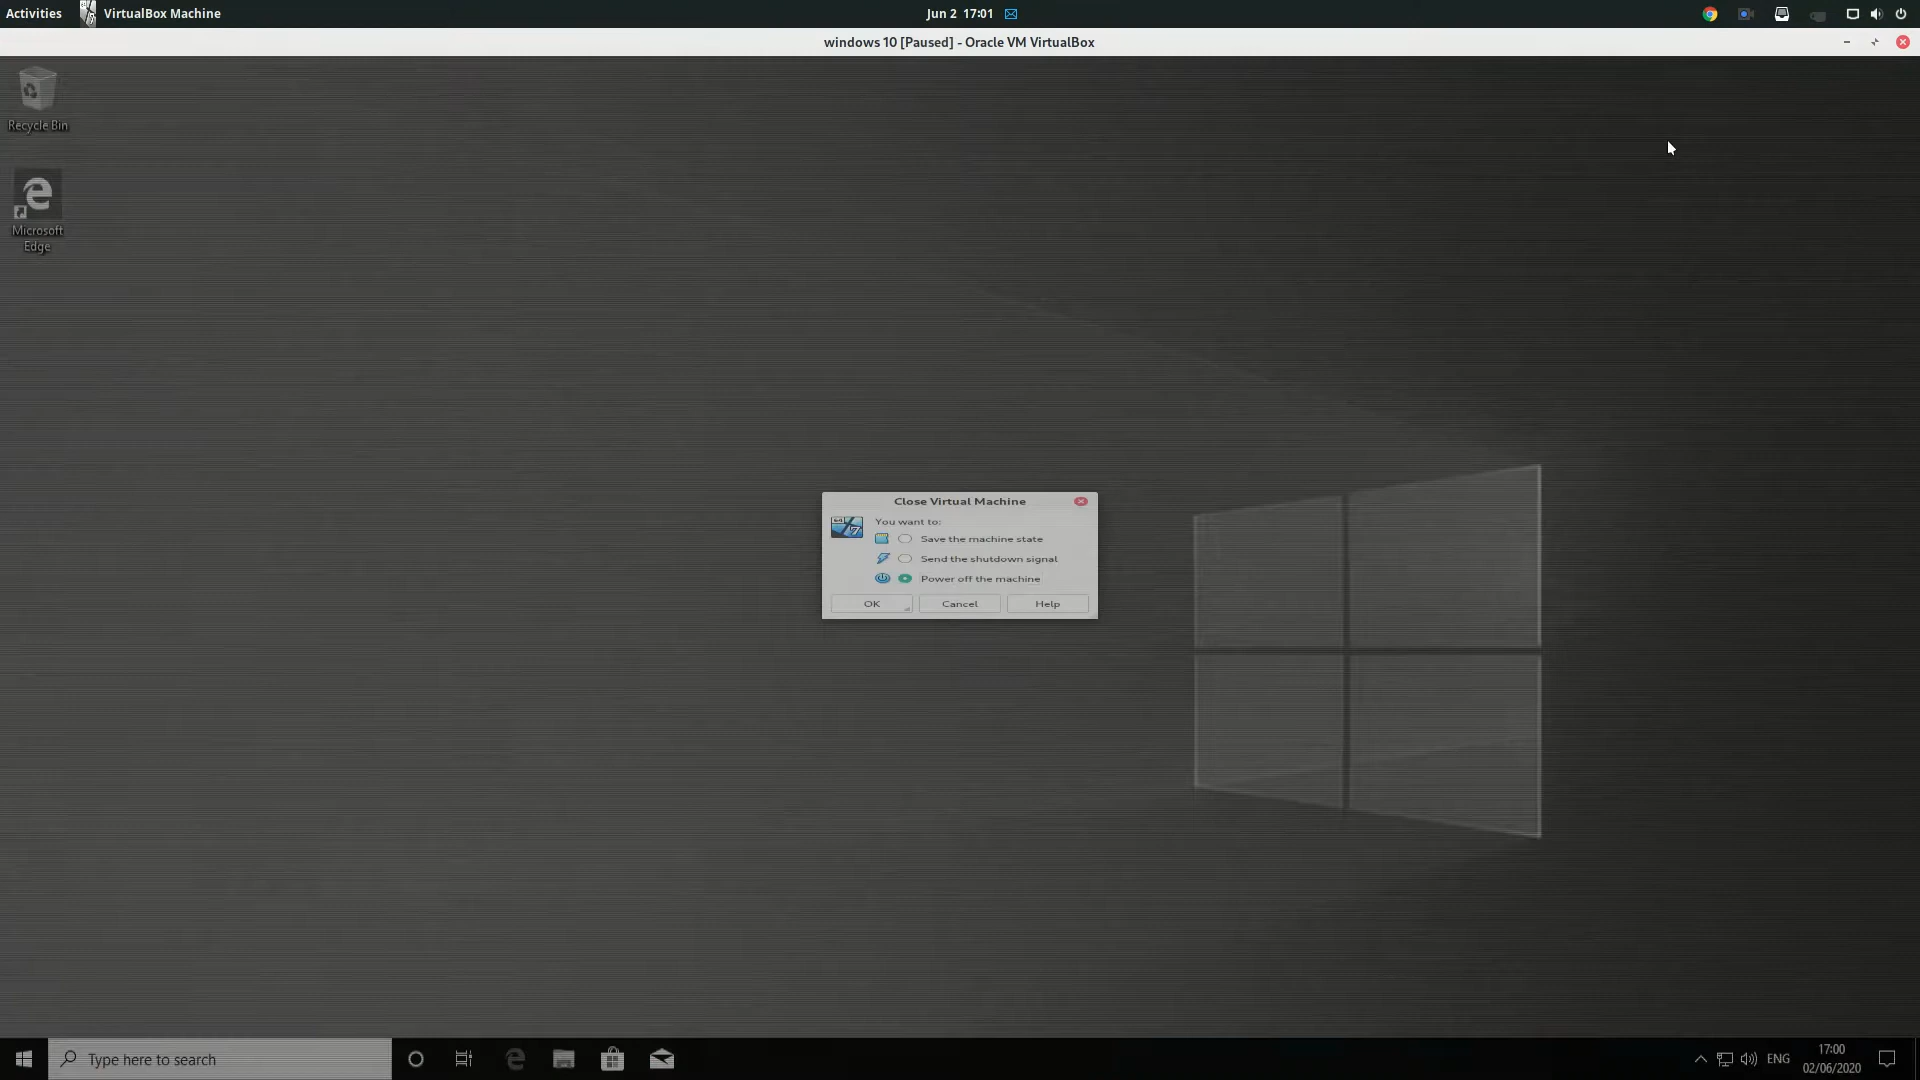 Activities
VirtualBox Machine
Jun 2 17:01
windows 10 [Paused] - Oracle VM VirtualBox
Recycle Bin
Microsoft
Edge
Close Virtual Machine
You want to:
Save the machine state
Send the shutdown signal
Power off the machine
OK
Cancel
Help
Type here to search
ENG
17:00
02/06/2020